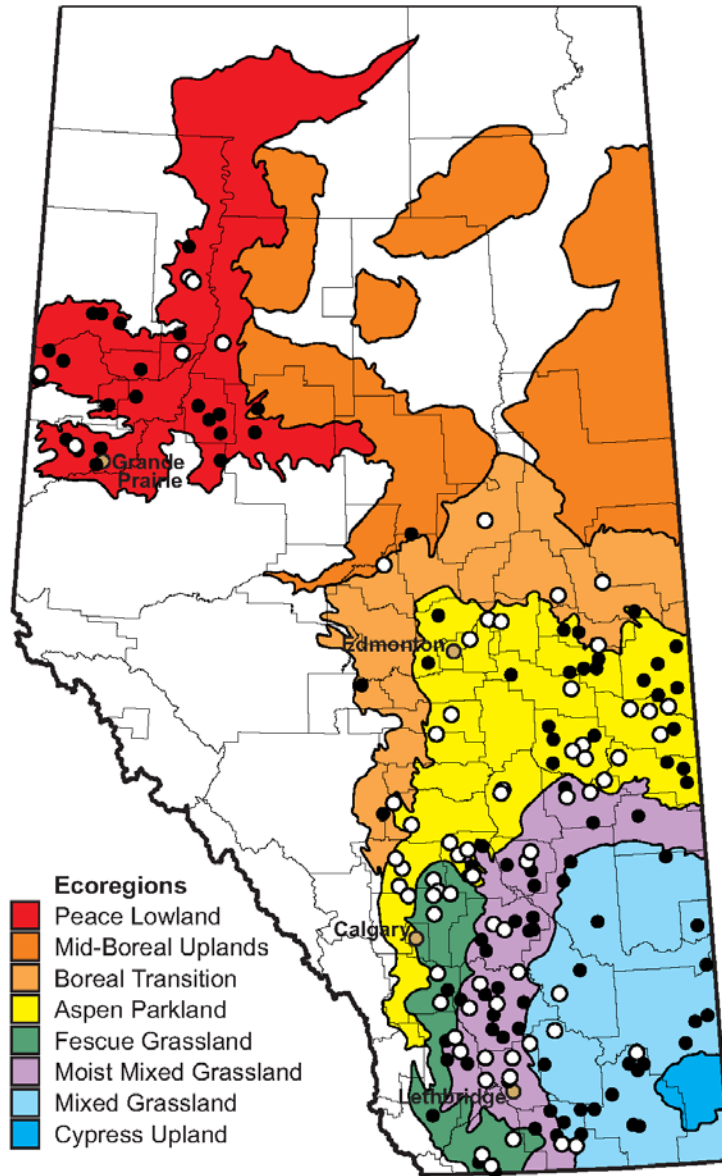 Grande
Prairie
Edmonton
Calgary
Lethbridge
Ecoregions
Peace Lowland
Mid-Boreal Uplands
Boreal Transition
Aspen Parkland
Fescue Grassland
Moist Mixed Grassland
Mixed Grassland
Cypress Upland